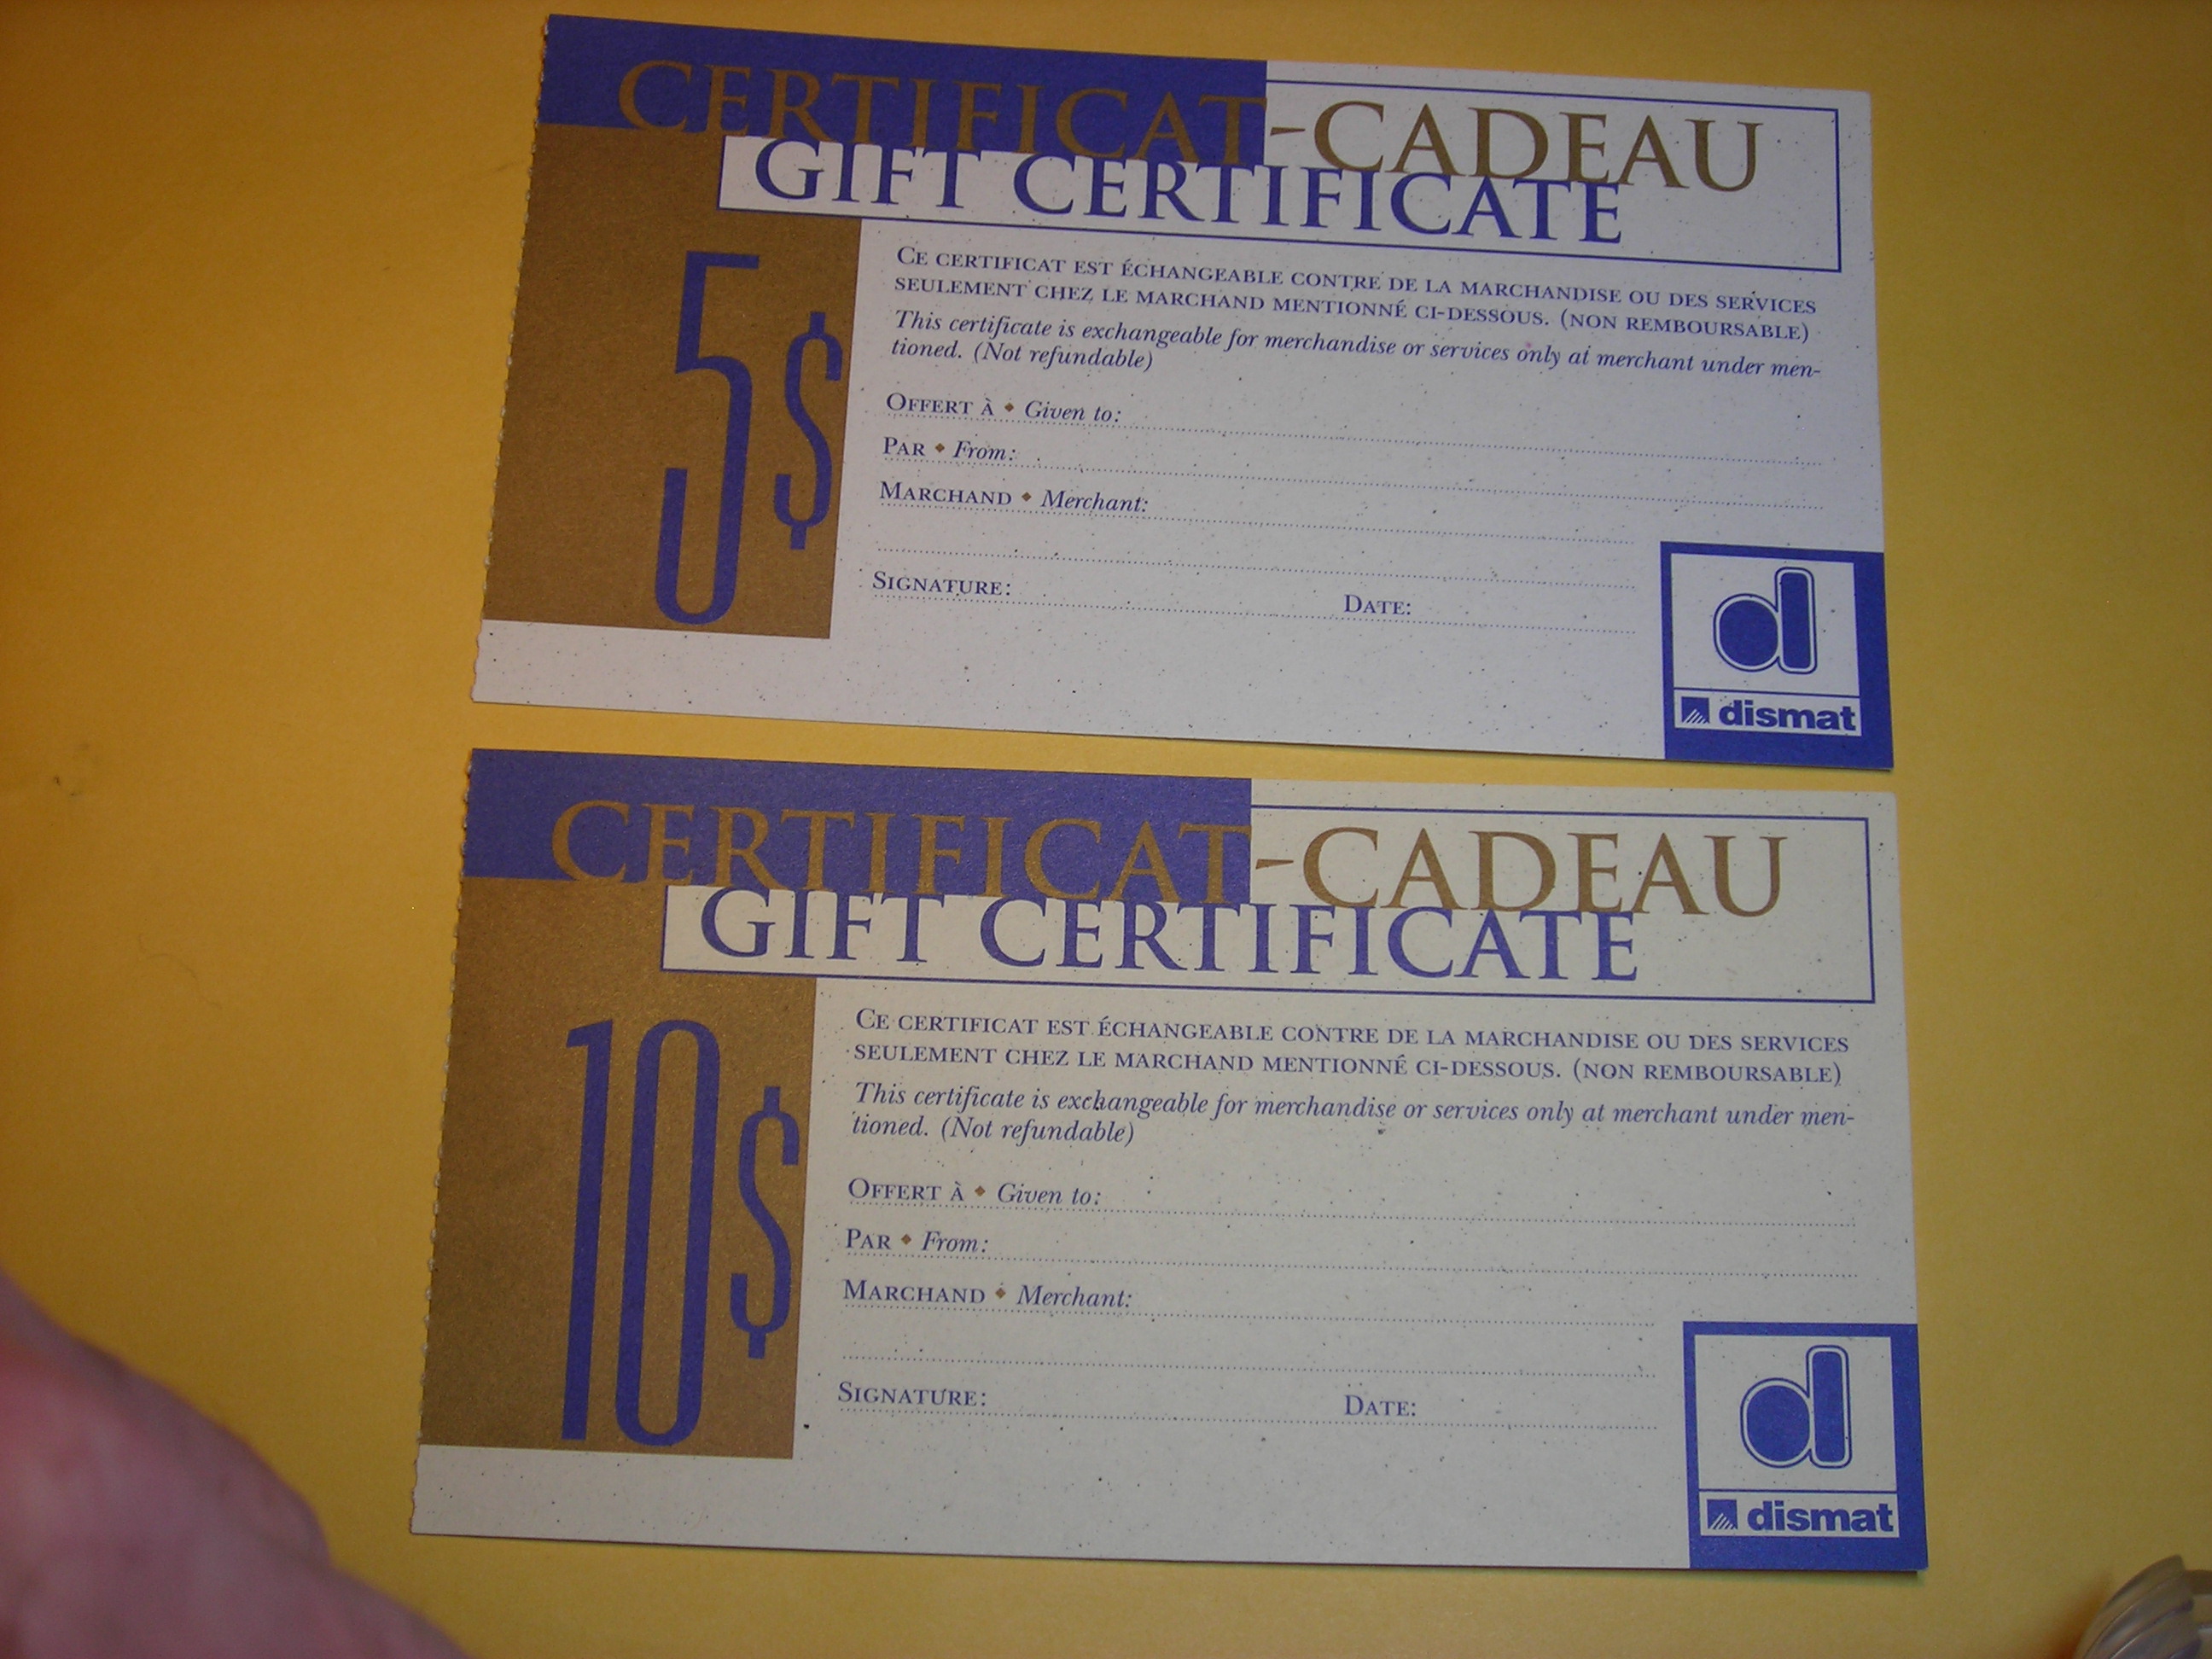 CERTIFICAT-CADEAU
GIFT CERTIFICATE
5$
CE CERTIFICAT EST ÉCHANGEABLE CONTRE DE LA MARCHANDISE OU DES SERVICES
SEULEMENT CHEZ LE MARCHAND MENTIONNÉ CI-DESSOUS. (NON REMBOURSABLE)
This certificate is exchangeable for merchandise or services only at merchant under men-
tioned. (Not refundable)
OFFERT À ◆ Given to:
PAR ◆ From:
MARCHAND ◆ Merchant:
SIGNATURE: DATE:
d
dismat
CERTIFICAT-CADEAU
GIFT CERTIFICATE
10$
CE CERTIFICAT EST ÉCHANGEABLE CONTRE DE LA MARCHANDISE OU DES SERVICES
SEULEMENT CHEZ LE MARCHAND MENTIONNÉ CI-DESSOUS. (NON REMBOURSABLE)
This certificate is exchangeable for merchandise or services only at merchant under men-
tioned. (Not refundable)
OFFERT À ◆ Given to:
PAR ◆ From:
MARCHAND ◆ Merchant:
SIGNATURE: DATE:
d
dismat